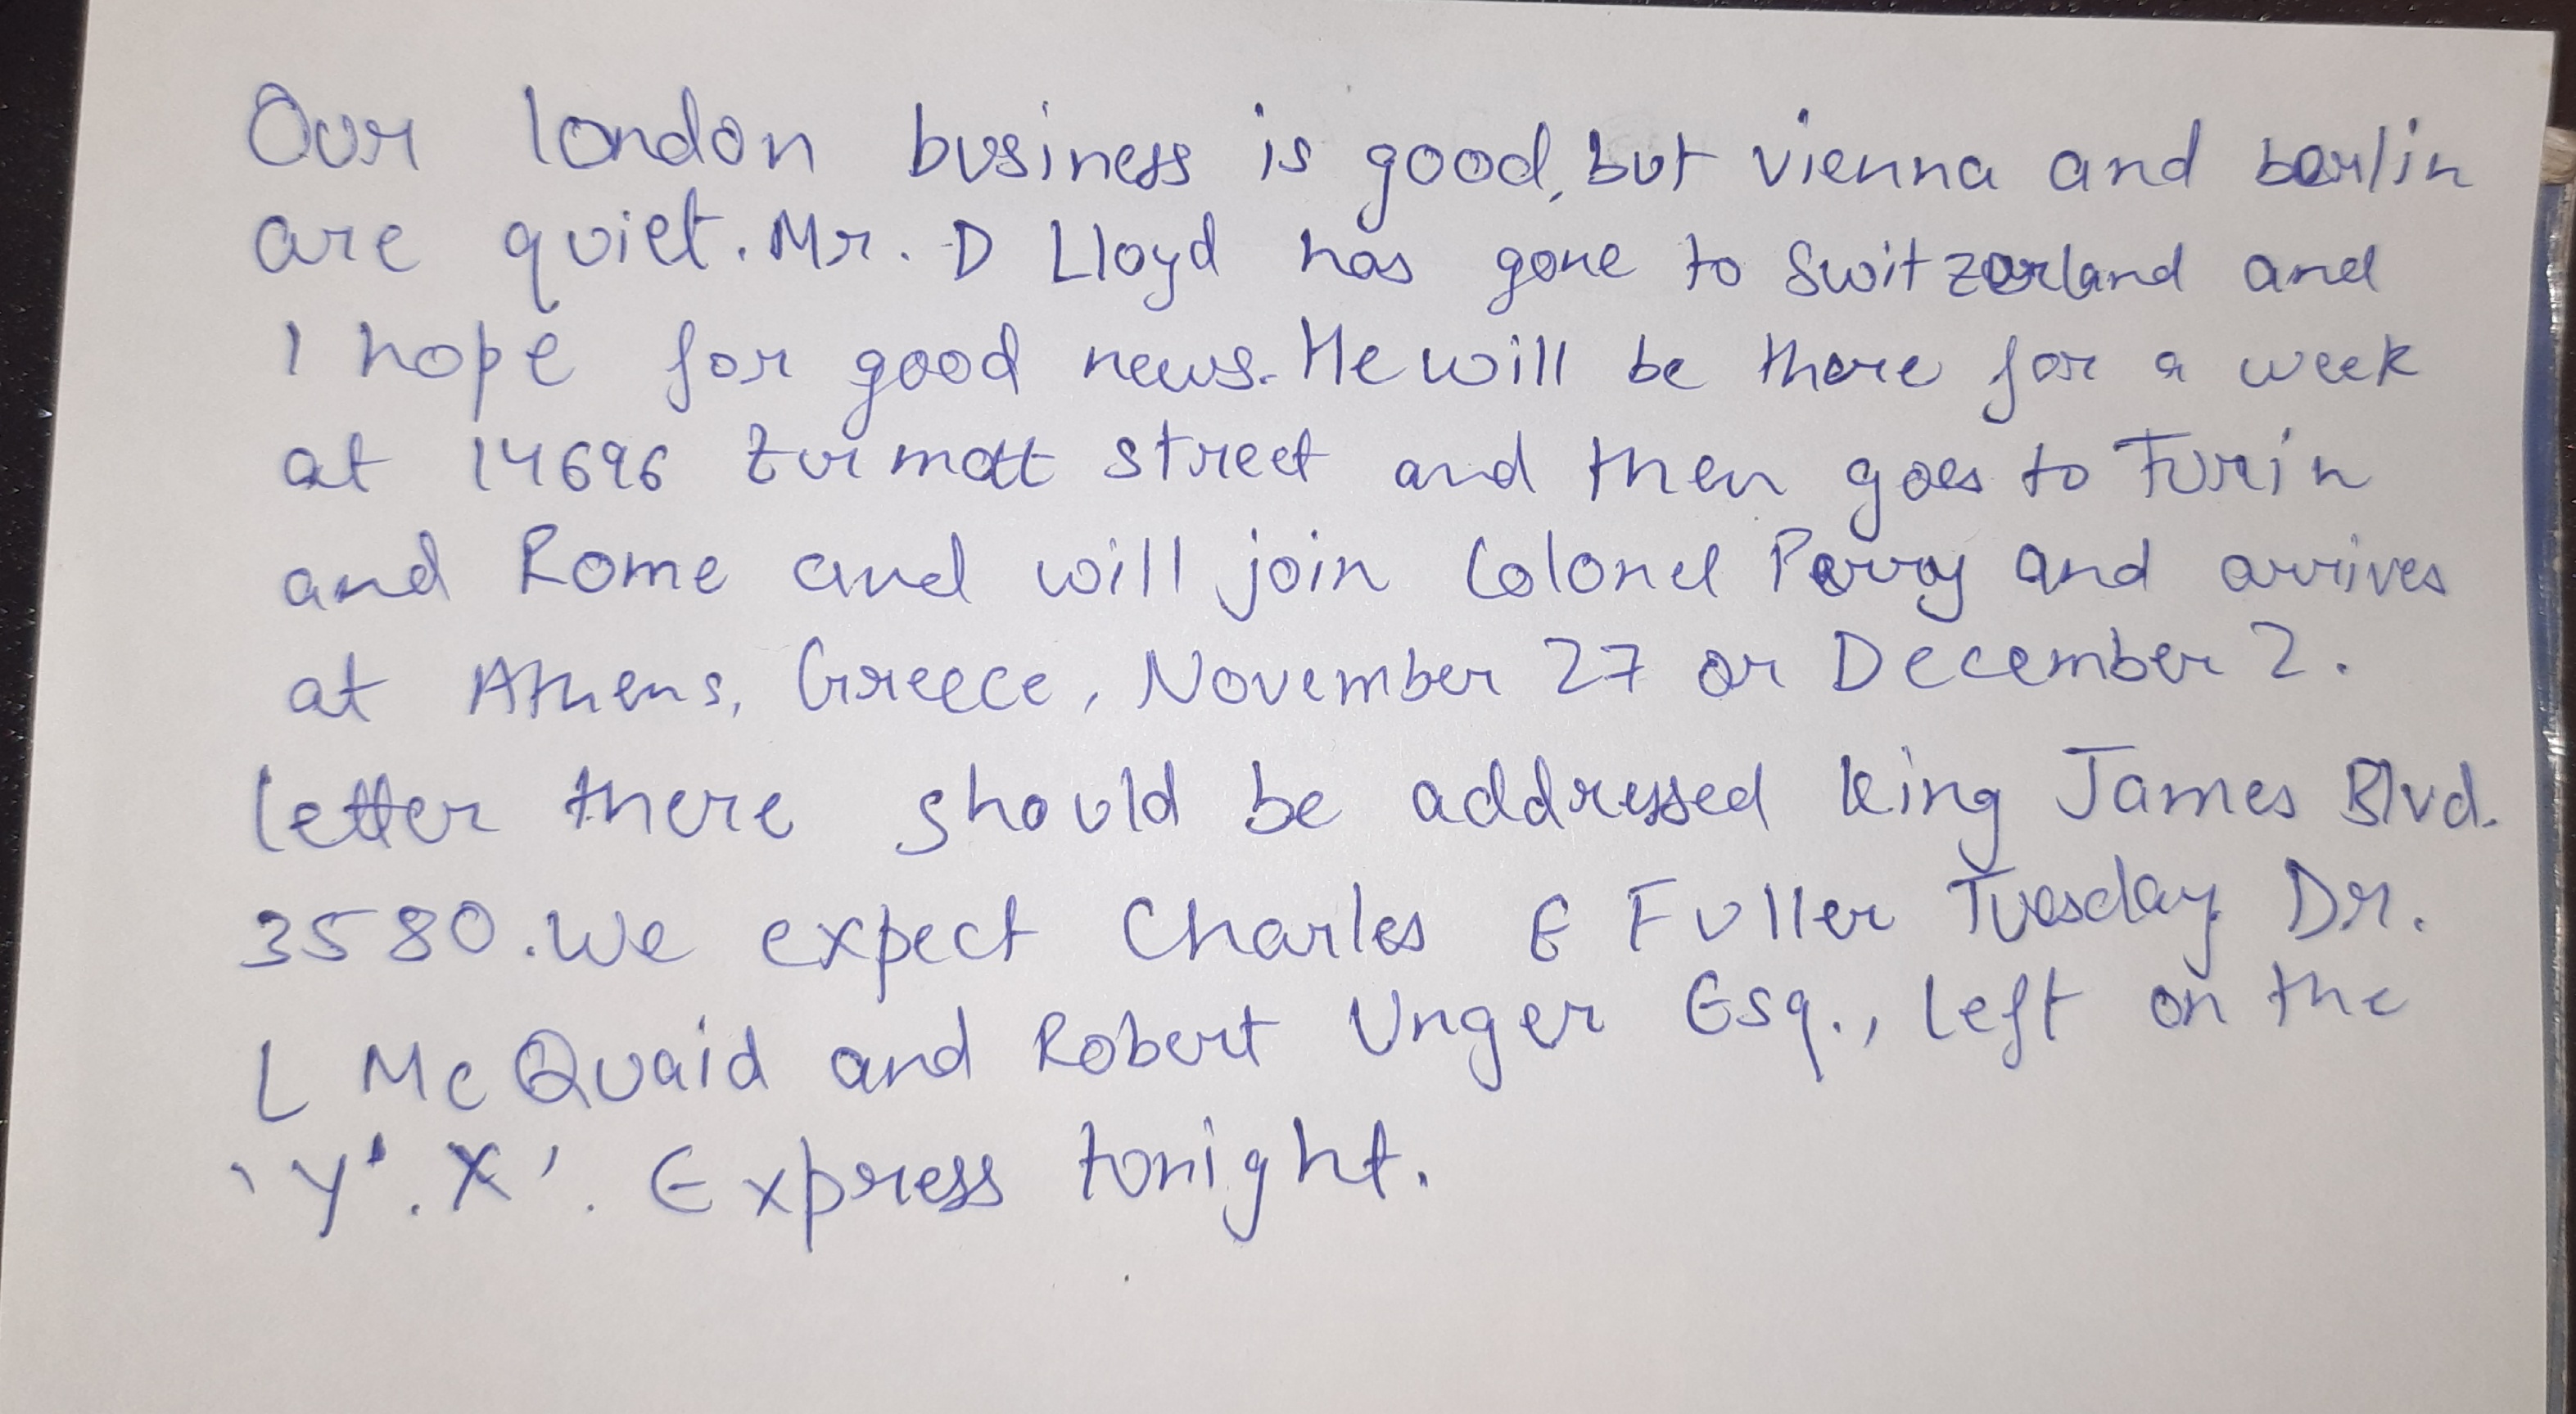 Our london business is good, but vienna and berlin
are quiet. Mr. D Lloyd has gone to Switzerland and
I hope for good news. He will be there for a week
at 14696 zurmatt street and then goes to Turin
and Rome and will join Colonel Perry and arrives
at Athens, Greece, November 27 or December 2.
letter there should be addressed King James Blvd.
3580. We expect Charles E Fuller Tuesday. Dr.
L McQuaid and Robert Unger Esq., left on the
'Y'. X'. Express tonight.